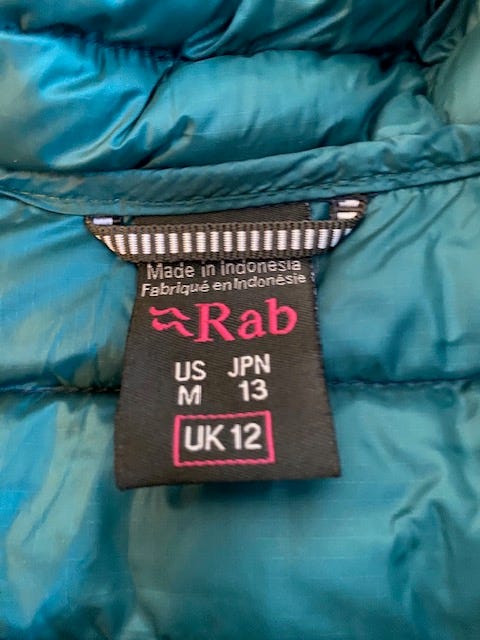 Made in Indonesia
Fabriqué en Indonésie
Rab
US JPN
M 13
UK 12